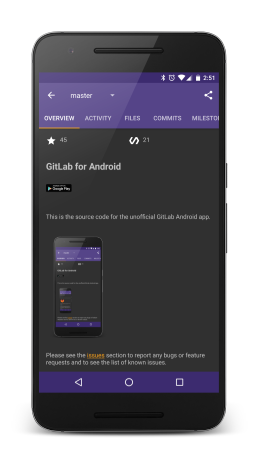 2:51
master
OVERVIEW ACTIVITY FILES COMMITS MILESTO
45 21
GitLab for Android
Google Play
This is the source code for the unofficial GitLab Android app.
Please see the issues section to report any bugs or feature
requests and to see the list of known issues.